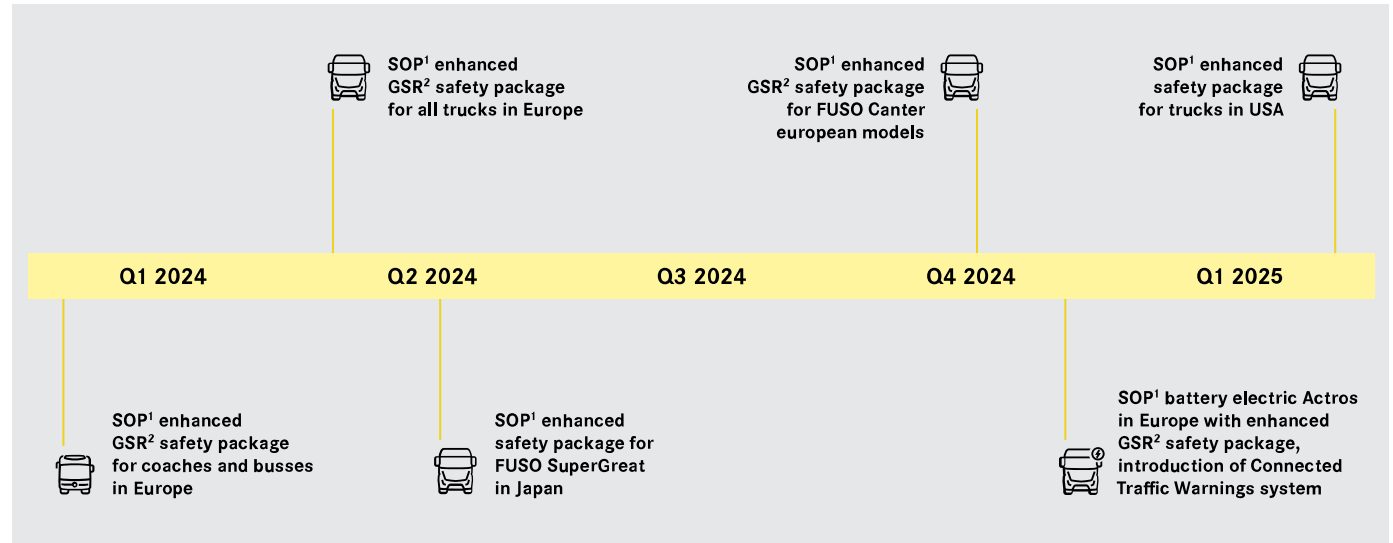 SOP¹ enhanced
GSR² safety package
for all trucks in Europe
SOP¹ enhanced
GSR² safety package
for FUSO Canter
european models
SOP¹ enhanced
safety package
for trucks in USA
Q1 2024
Q2 2024
Q3 2024
Q4 2024
Q1 2025
SOP¹ enhanced
GSR² safety package
for coaches and busses
in Europe
SOP¹ enhanced
safety package for
FUSO SuperGreat
in Japan
SOP¹ battery electric Actros
in Europe with enhanced
GSR² safety package,
introduction of Connected
Traffic Warnings system